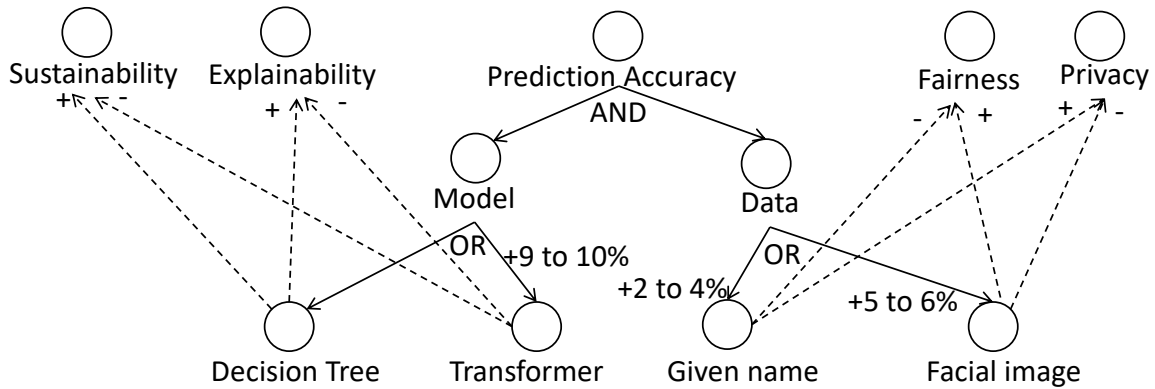 Sustainability Explainability Prediction Accuracy Fairness Privacy
+ - + - - + + -
AND
Model Data
OR OR
+9 to 10%
+2 to 4% +5 to 6%
Decision Tree Transformer Given name Facial image